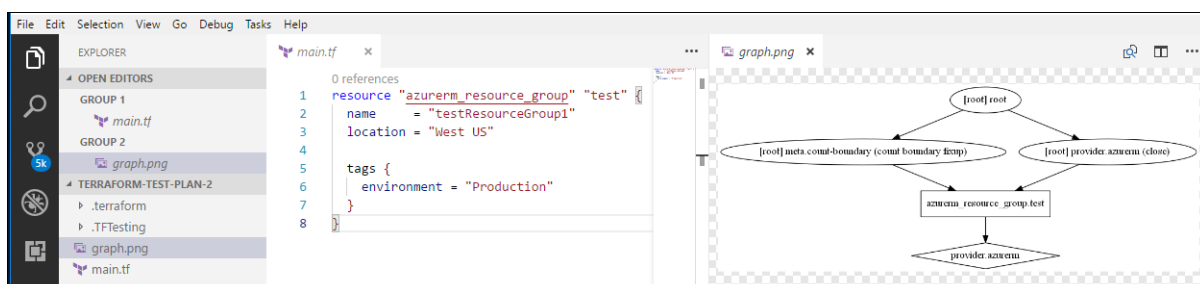 File Edit Selection View Go Debug Tasks Help
EXPLORER
OPEN EDITORS
GROUP 1
main.tf
GROUP 2
graph.png
TERRAFORM-TEST-PLAN-2
.terraform
.TFTesting
graph.png
main.tf
5k
main.tf ×
0 references
1 resource "azurerm_resource_group" "test" {
2 name = "testResourceGroup1"
3 location = "West US"
4
5 tags {
6 environment = "Production"
7 }
8 }
graph.png ×
[root] root
[root] meta.count-boundary (count boundary fixup)
[root] provider.azurerm (close)
azurerm_resource_group.test
provider.azurerm